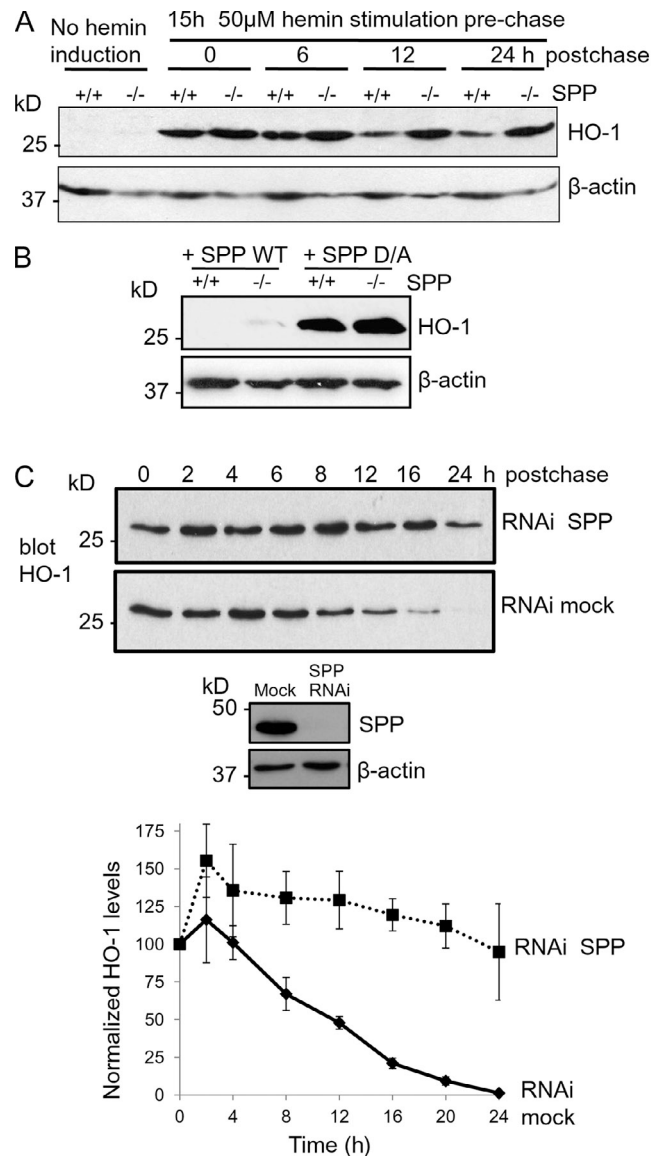 A
No hemin induction
15h 50µM hemin stimulation pre-chase
0 6 12 24 h postchase
kD +/+ -/- +/+ -/- +/+ -/- +/+ -/- +/+ -/- SPP
25 HO-1
37 β-actin
B
+ SPP WT + SPP D/A
kD +/+ -/- +/+ -/- SPP
25 HO-1
37 β-actin
C
kD 0 2 4 6 8 12 16 24 h postchase
blot HO-1
25 RNAi SPP
25 RNAi mock
kD Mock SPP RNAi
50 SPP
37 β-actin
Normalized HO-1 levels
175
150
125
100
75
50
25
0
RNAi SPP
RNAi mock
0 2 4 8 12 16 20 24
Time (h)